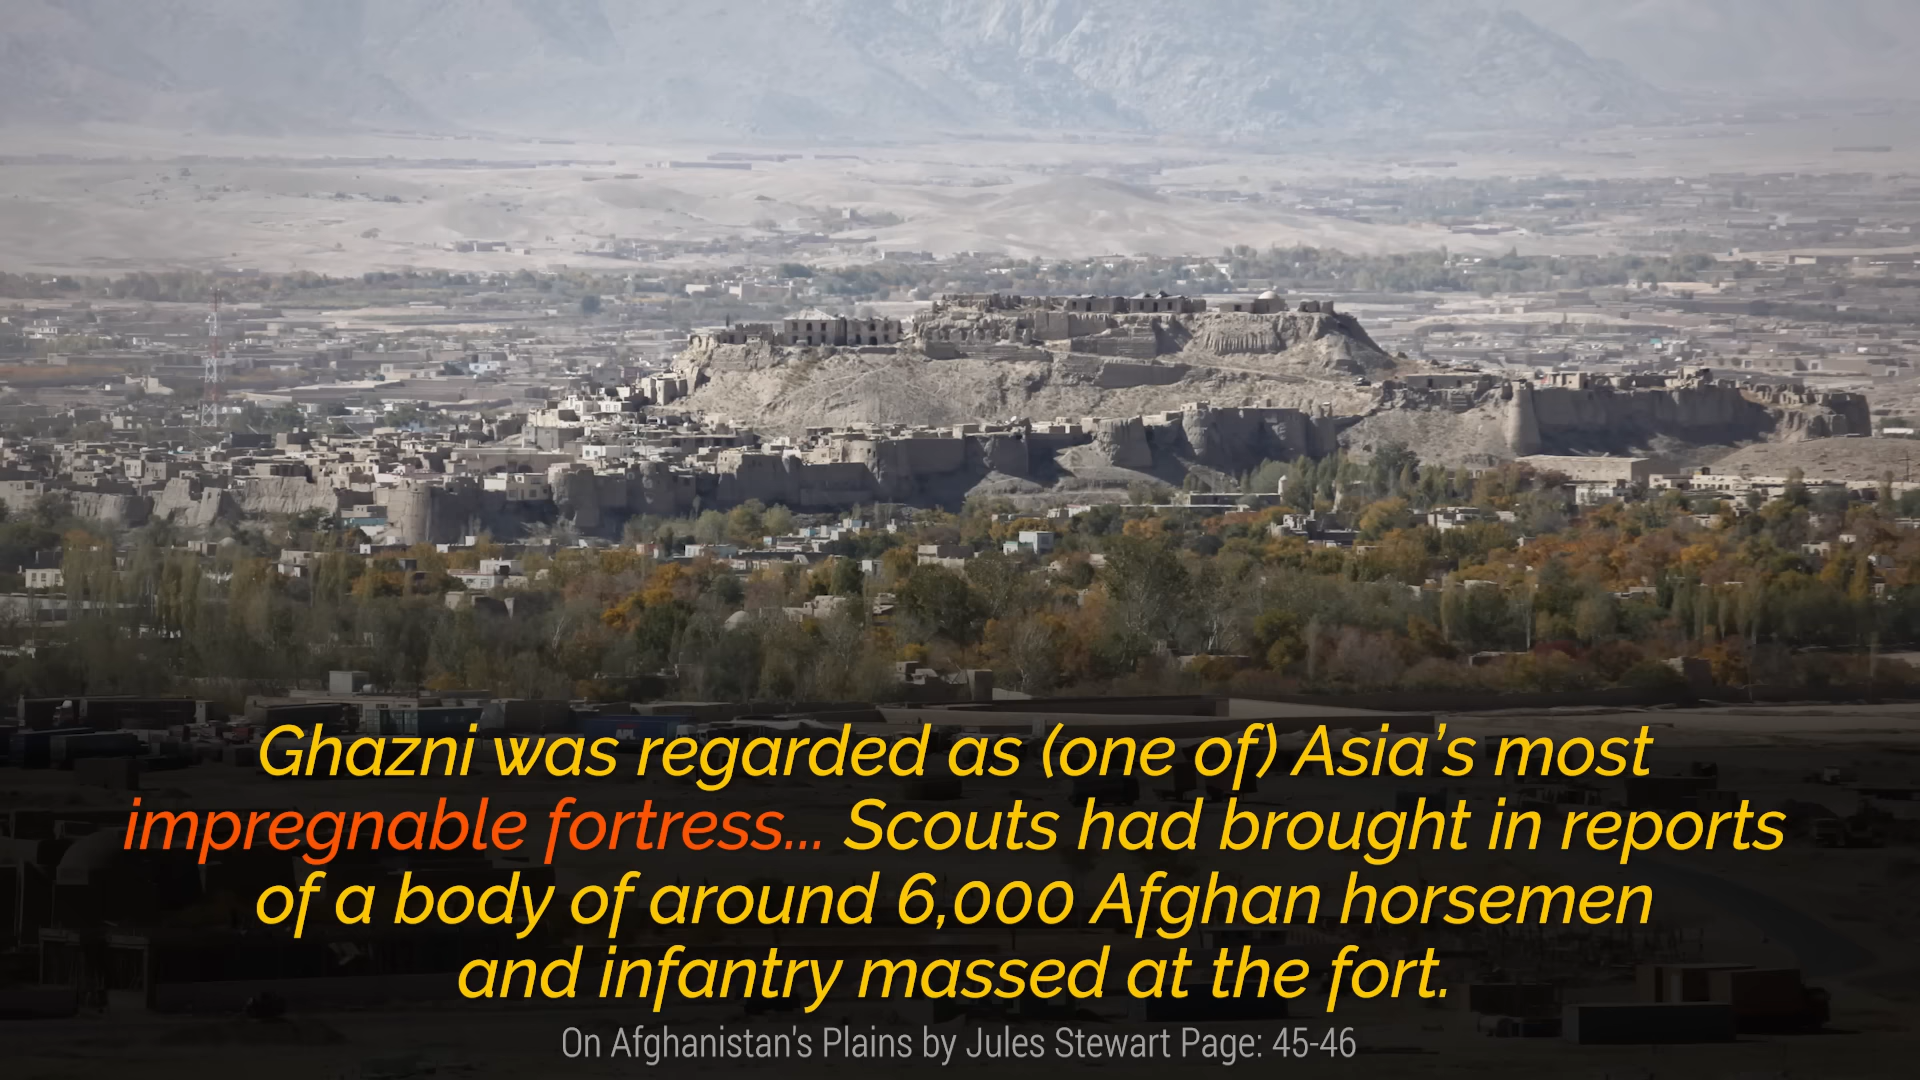 Ghazni was regarded as (one of) Asia’s most
impregnable fortress... Scouts had brought in reports
of a body of around 6,000 Afghan horsemen
and infantry massed at the fort.
On Afghanistan's Plains by Jules Stewart Page: 45-46